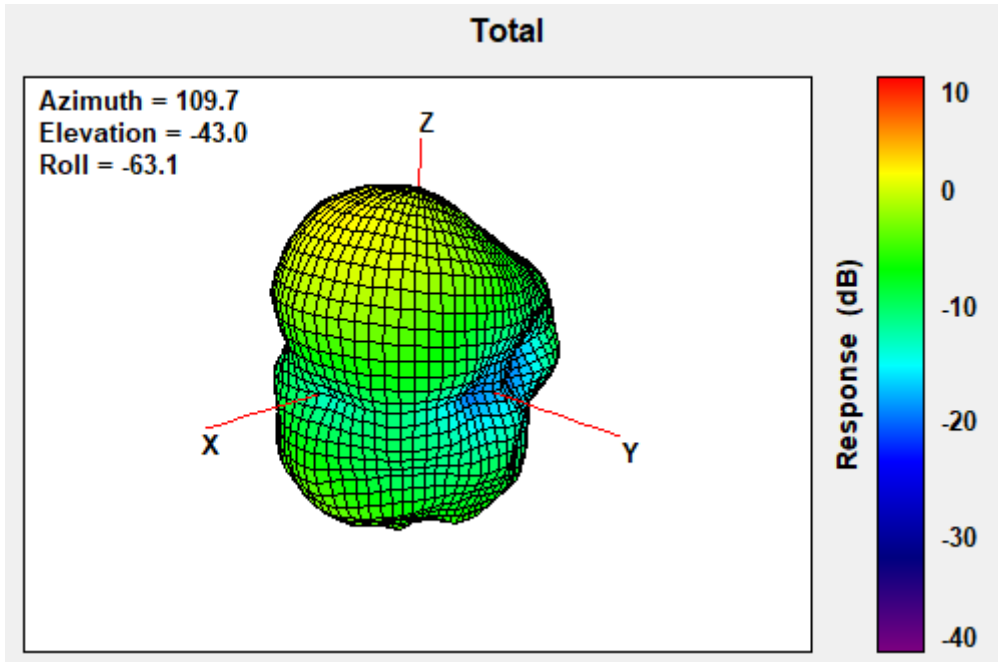 Total
Azimuth = 109.7
Elevation = -43.0
Roll = -63.1
Z
X
Y
10
0
-10
-20
-30
-40
Response (dB)